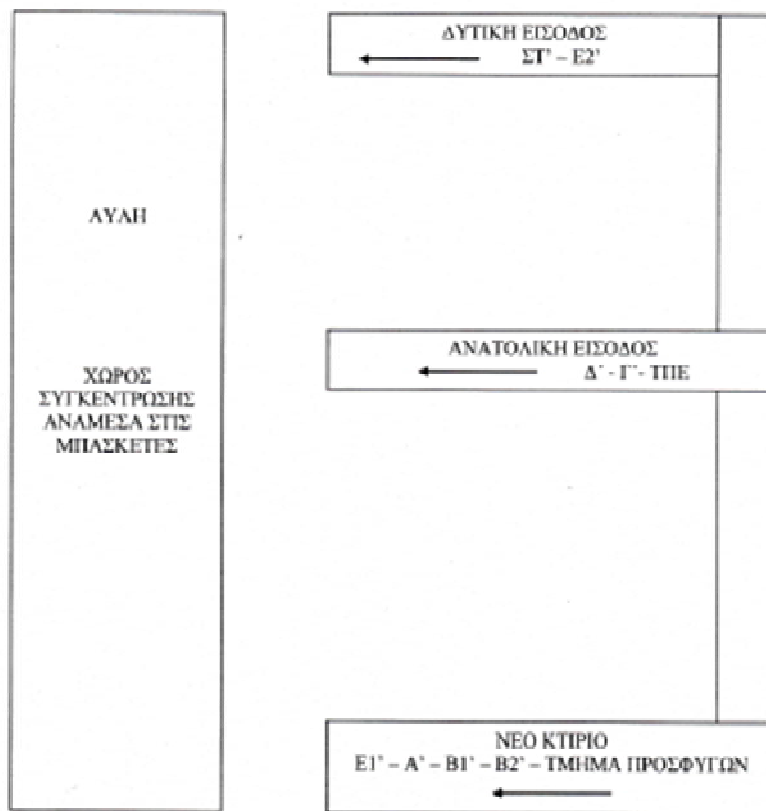 ΔΥΤΙΚΗ ΕΙΣΟΔΟΣ
ΣΤ' – Ε2'
ΑΥΛΗ
ΧΩΡΟΣ
ΣΥΓΚΕΝΤΡΩΣΗΣ
ΑΝΑΜΕΣΑ ΣΤΙΣ
ΜΠΑΣΚΕΤΕΣ
ΑΝΑΤΟΛΙΚΗ ΕΙΣΟΔΟΣ
Δ΄ - Γ΄ - ΤΠΕ
ΝΕΟ ΚΤΙΡΙΟ
Ε1' – Α' – Β1' – Β2' – ΤΜΗΜΑ ΠΡΟΣΦΥΓΩΝ